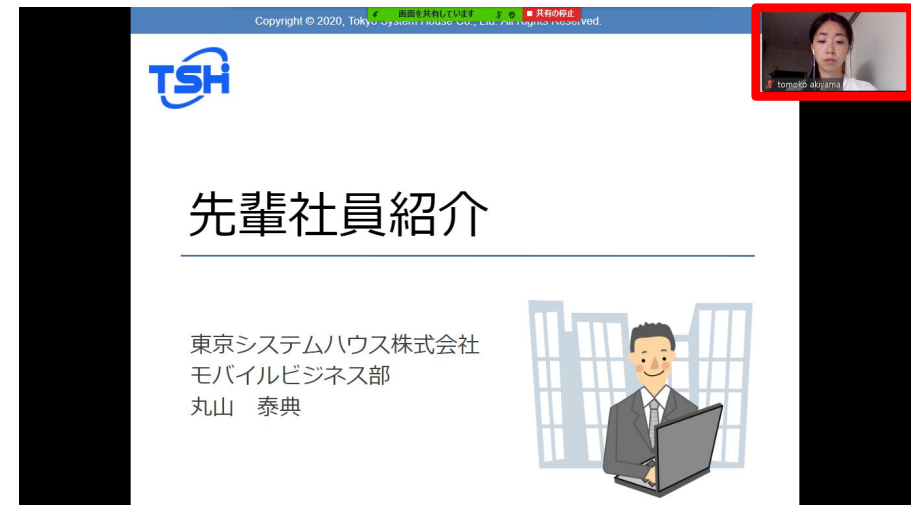 Copyright © 2020, Tokyo System House Co., Ltd. All Rights Reserved.
画面を共有しています
共有の停止
tomoko akiyama
TSH
先輩社員紹介
東京システムハウス株式会社
モバイルビジネス部
丸山 泰典